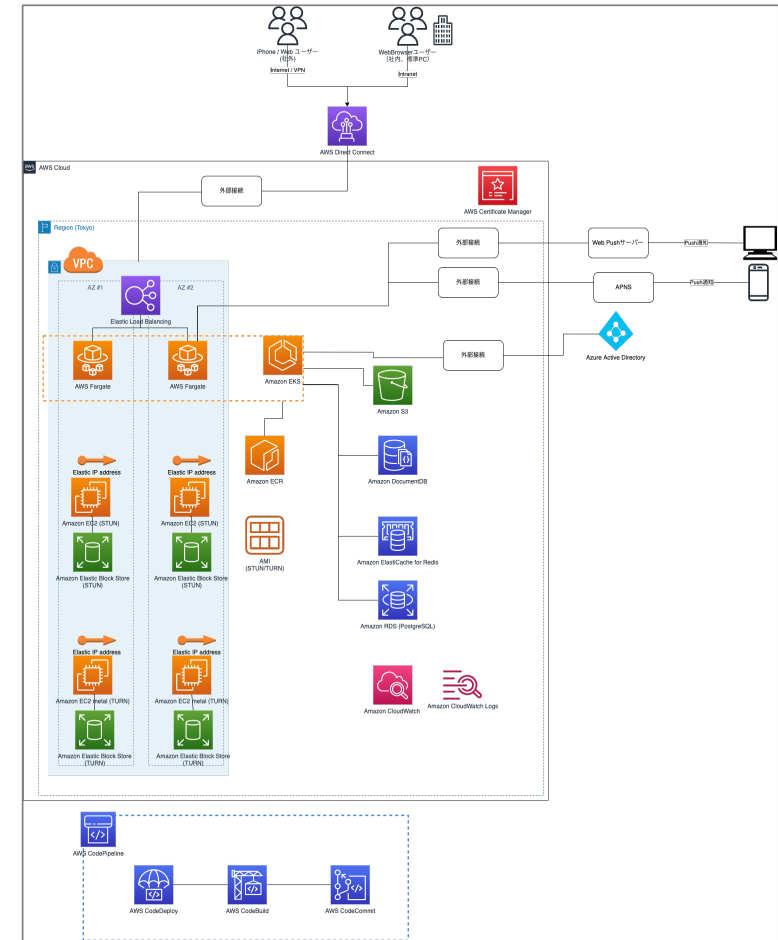 iPhone / Web ユーザー
(社外)
WebBrowserユーザー
(社内、標準PC)
Internet / VPN
Intranet
AWS Direct Connect
aws
AWS Cloud
外部接続
AWS Certificate Manager
Region (Tokyo)
外部接続
Web Pushサーバー
Push通知
VPC
外部接続
APNS
Push通知
AZ #1
AZ #2
Elastic Load Balancing
外部接続
Azure Active Directory
AWS Fargate
AWS Fargate
Amazon EKS
Amazon S3
Elastic IP address
Elastic IP address
Amazon ECR
Amazon DocumentDB
Amazon EC2 (STUN)
Amazon EC2 (STUN)
AMI
(STUN/TURN)
Amazon ElastiCache for Redis
Amazon Elastic Block Store
(STUN)
Amazon Elastic Block Store
(STUN)
Amazon RDS (PostgreSQL)
Elastic IP address
Elastic IP address
Amazon EC2 metal (TURN)
Amazon EC2 metal (TURN)
Amazon CloudWatch
Amazon CloudWatch Logs
Amazon Elastic Block Store
(TURN)
Amazon Elastic Block Store
(TURN)
AWS CodePipeline
AWS CodeDeploy
AWS CodeBuild
AWS CodeCommit